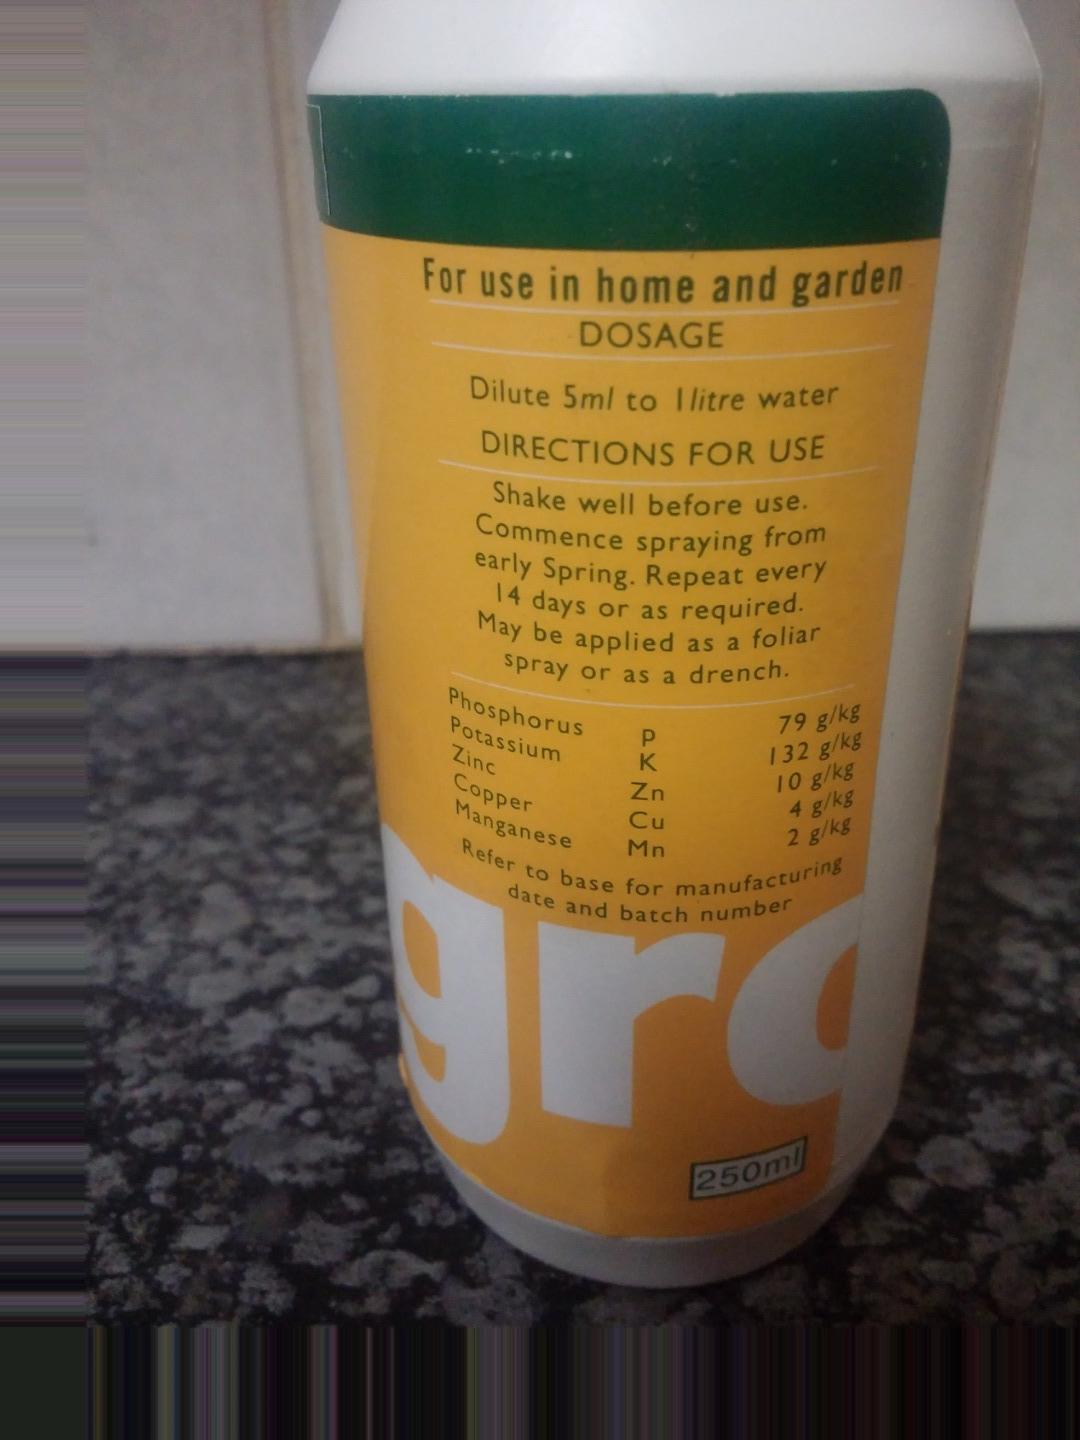 For use in home and garden
DOSAGE
Dilute 5ml to 1 litre water
DIRECTIONS FOR USE
Shake well before use.
Commence spraying from
early Spring. Repeat every
14 days or as required.
May be applied as a foliar
spray or as a drench.
Phosphorus P 79 g/kg
Potassium K 132 g/kg
Zinc Zn 10 g/kg
Copper Cu 4 g/kg
Manganese Mn 2 g/kg
Refer to base for manufacturing
date and batch number
gro
250ml